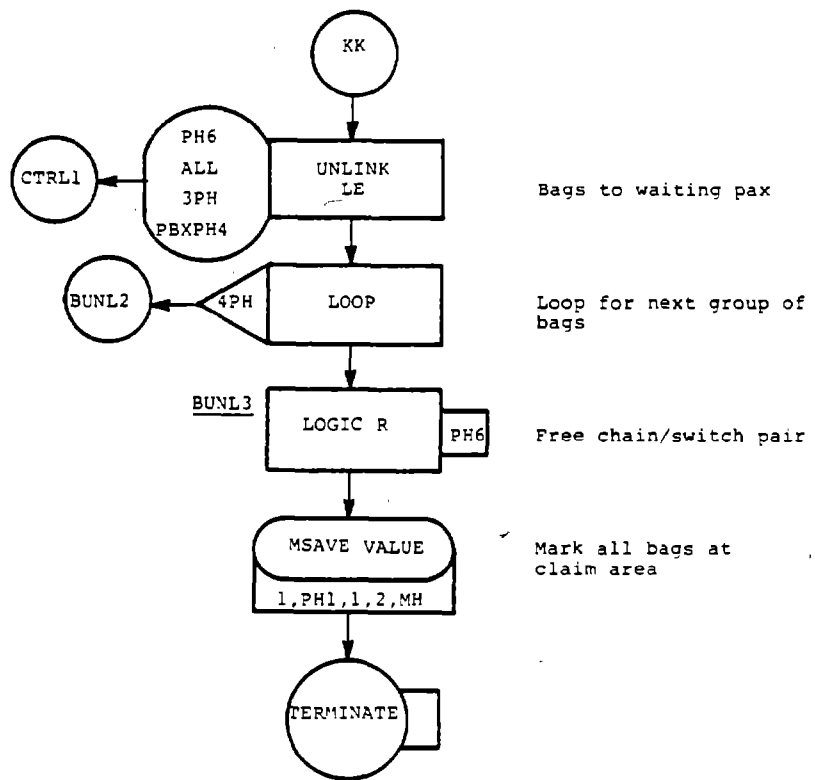 KK
CTRL1
PH6
ALL
3PH
PBXPH4
UNLINK
LE
Bags to waiting pax
BUNL2
4PH
LOOP
Loop for next group of
bags
BUNL3
LOGIC R
PH6
Free chain/switch pair
MSAVE VALUE
1,PH1,1,2,MH
Mark all bags at
claim area
TERMINATE